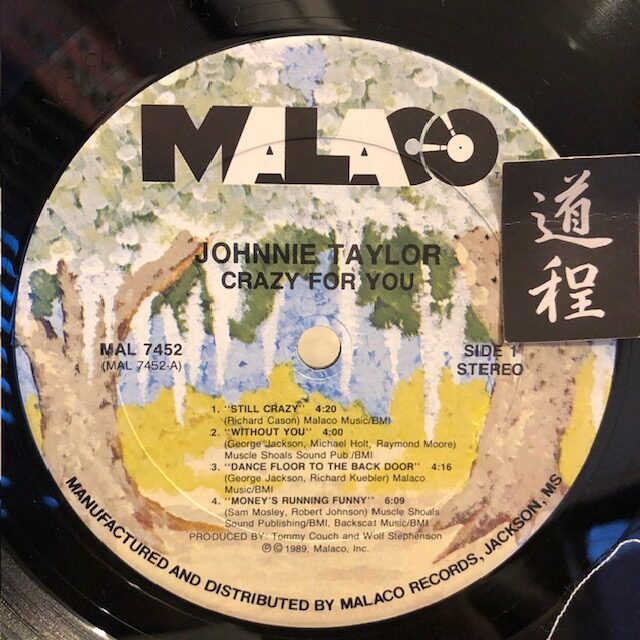 MALACO
JOHNNIE TAYLOR
CRAZY FOR YOU
道程
MAL 7452
(MAL 7452-A)
SIDE 1
STEREO
1. "STILL CRAZY" 4:20
(Richard Cason) Malaco Music/BMI
2. "WITHOUT YOU" 4:00
(George Jackson, Michael Holt, Raymond Moore)
Muscle Shoals Sound Pub./BMI
3. "DANCE FLOOR TO THE BACK DOOR" 4:16
(George Jackson, Richard Kuebler) Malaco
Music/BMI
4. "MONEY'S RUNNING FUNNY" 6:09
(Sam Mosley, Robert Johnson) Muscle Shoals
Sound Publishing/BMI, Backscat Music/BMI
PRODUCED BY: Tommy Couch and Wolf Stephenson
℗ © 1989, Malaco, Inc.
MANUFACTURED AND DISTRIBUTED BY MALACO RECORDS, JACKSON, MS